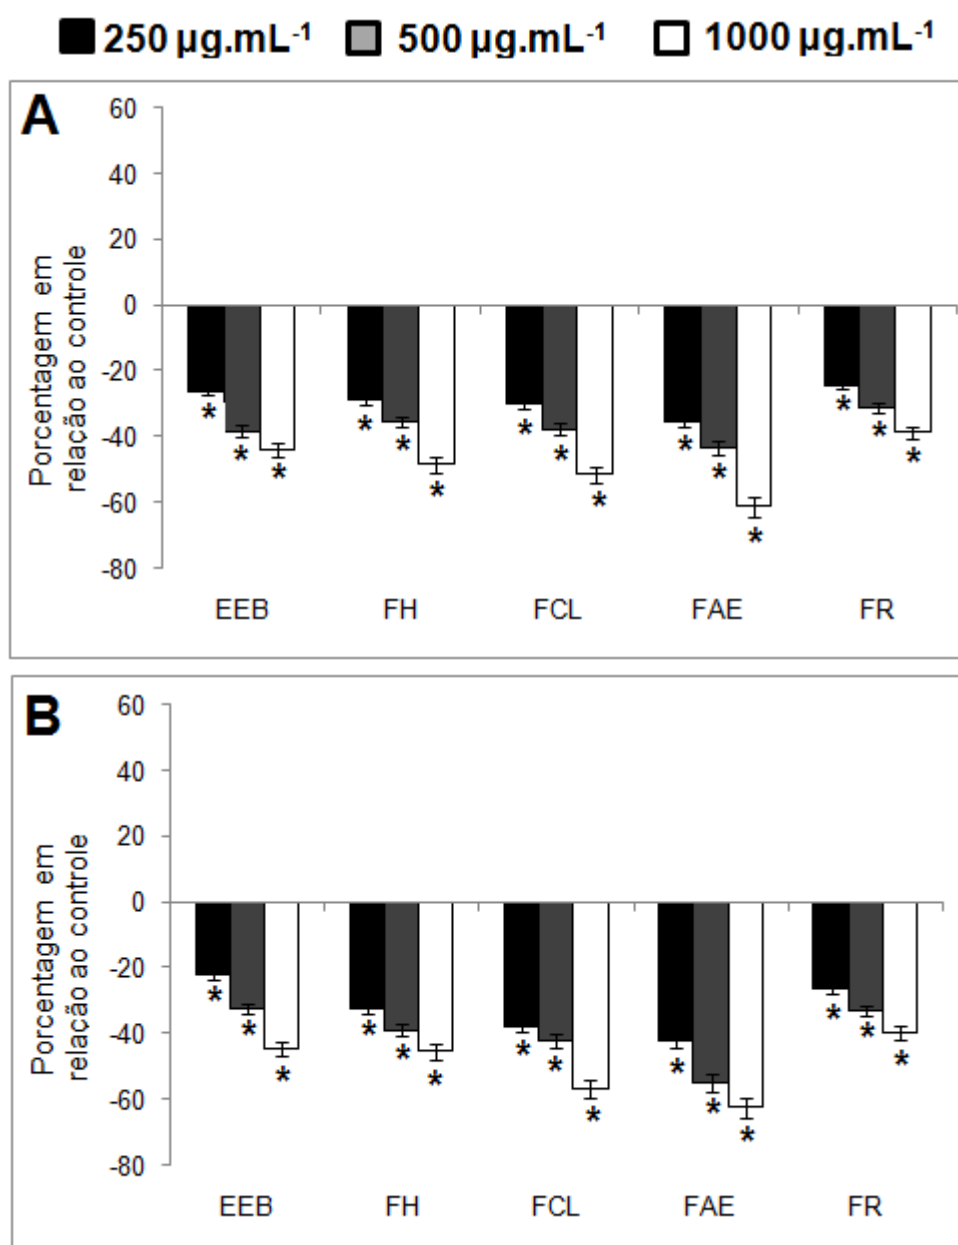 250 µg.mL⁻¹ 500 µg.mL⁻¹ 1000 µg.mL⁻¹
A
Porcentagem em
relação ao controle
60
40
20
0
-20
-40
-60
-80
* * * * * * * * * * * * * * *
EEB FH FCL FAE FR
B
Porcentagem em
relação ao controle
60
40
20
0
-20
-40
-60
-80
* * * * * * * * * * * * * * *
EEB FH FCL FAE FR